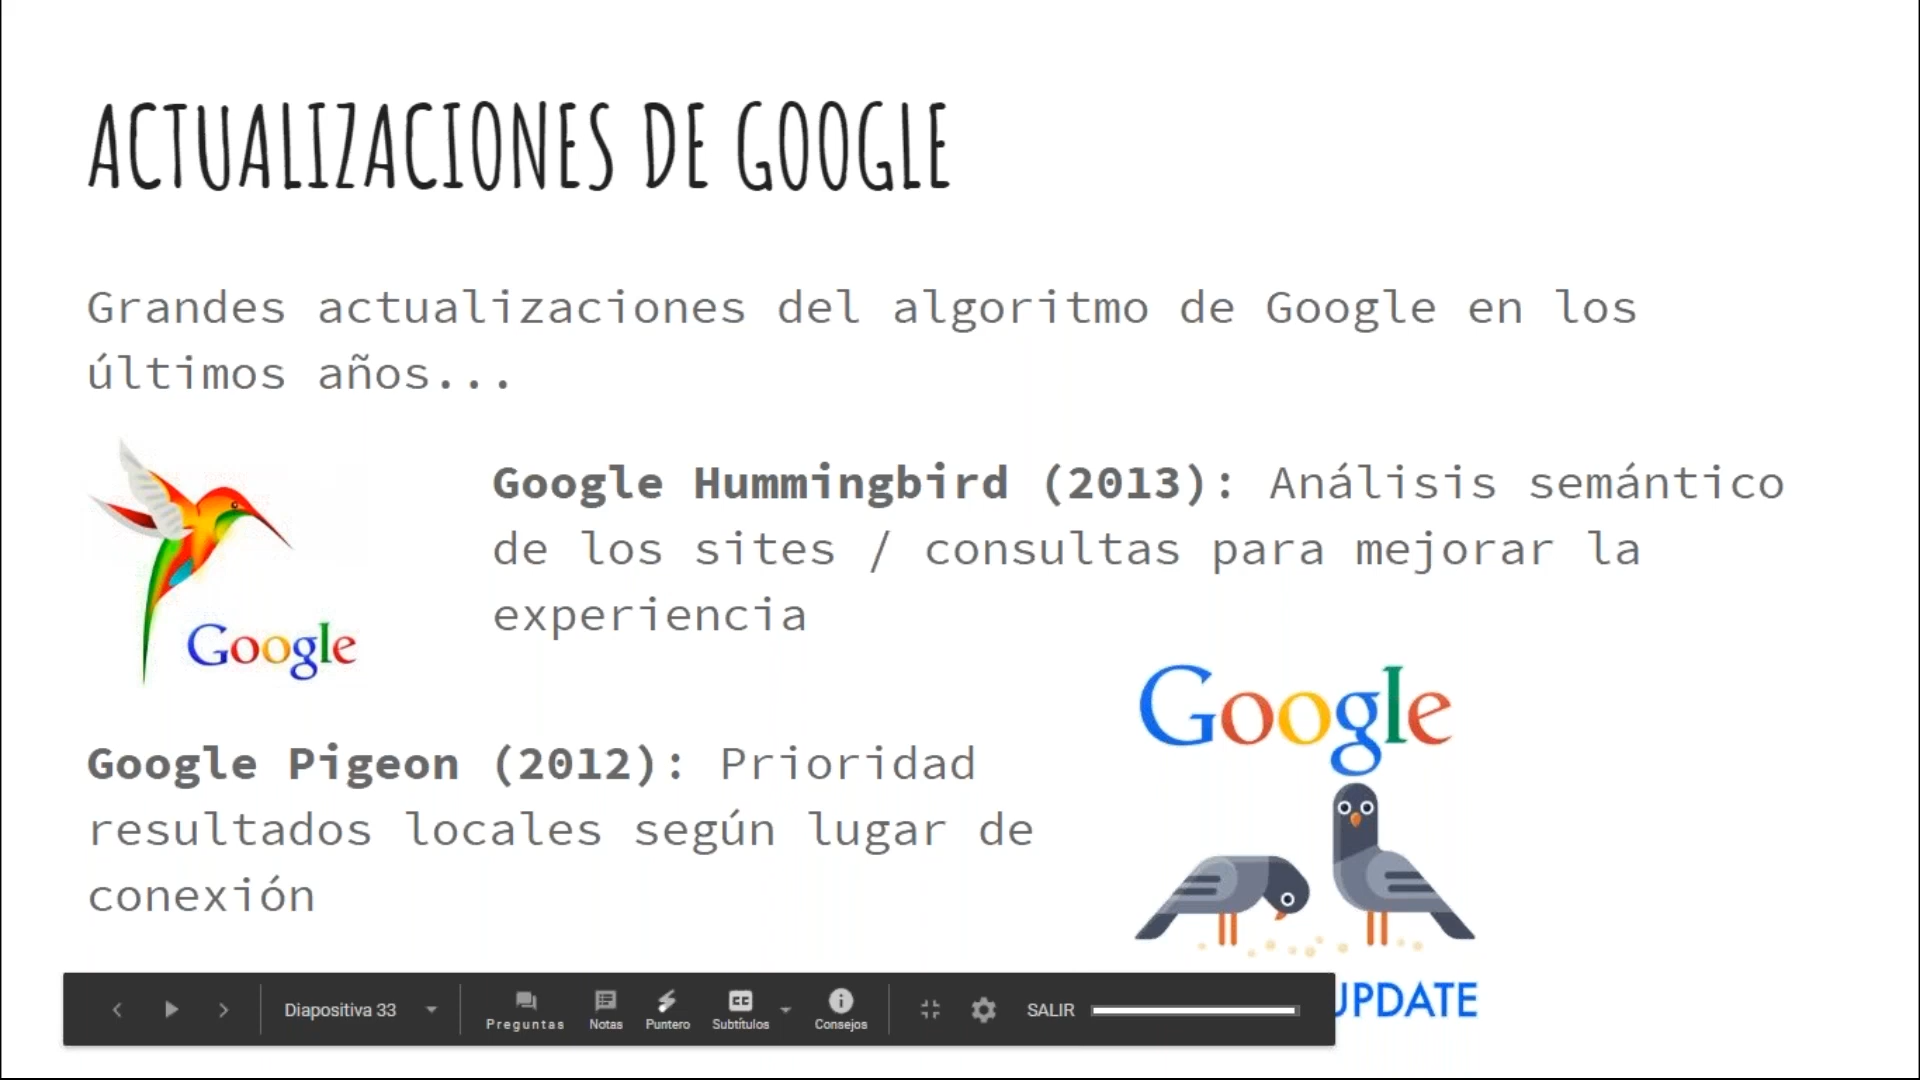 ACTUALIZACIONES DE GOOGLE
Grandes actualizaciones del algoritmo de Google en los
últimos años...
Google Hummingbird (2013): Análisis semántico
de los sites / consultas para mejorar la
experiencia
Google
Google
Google Pigeon (2012): Prioridad
resultados locales según lugar de
conexión
UPDATE
Diapositiva 33
Preguntas
Notas
Puntero
CC
Subtítulos
Consejos
SALIR